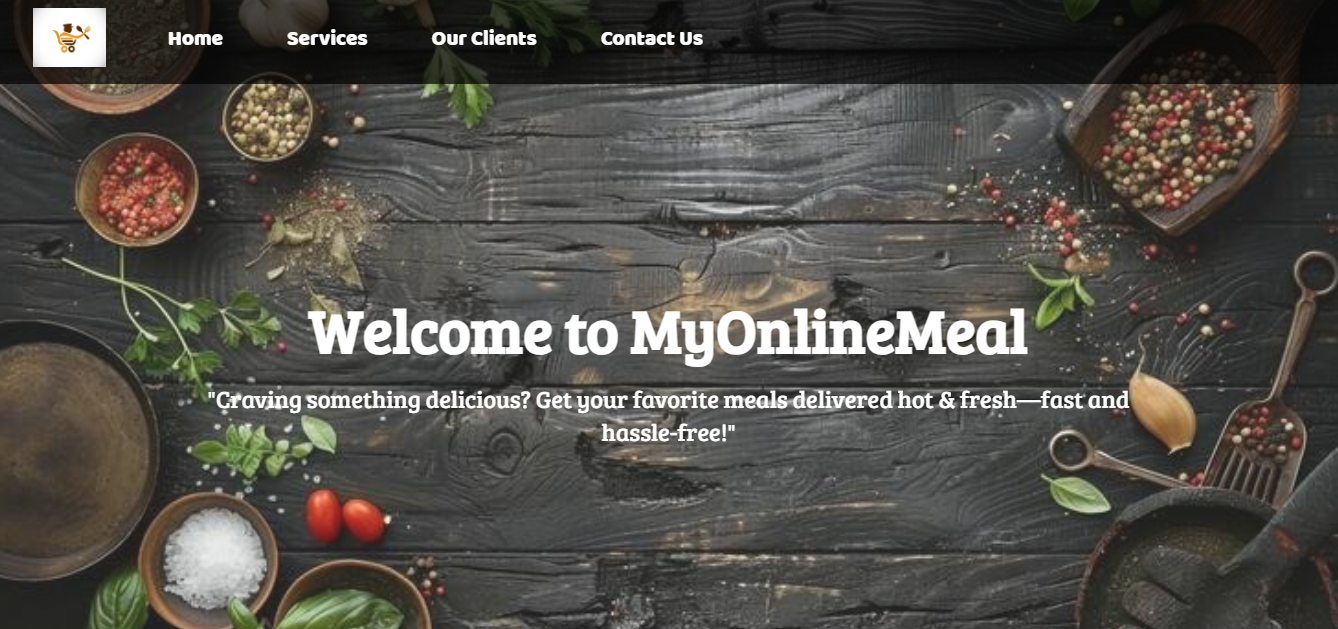 Home Services Our Clients Contact Us
Welcome to MyOnlineMeal
"Craving something delicious? Get your favorite meals delivered hot & fresh—fast and
hassle-free!"